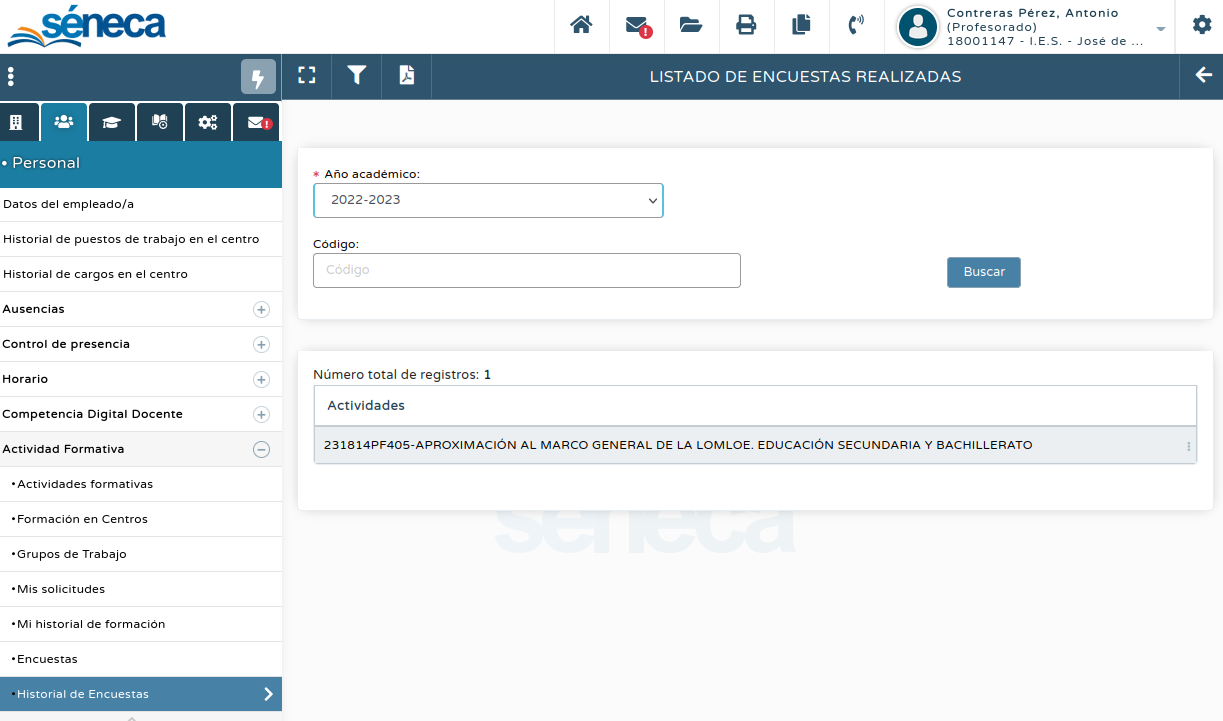 séneca
Contreras Pérez, Antonio
(Profesorado)
18001147 - I.E.S. - José de ...
LISTADO DE ENCUESTAS REALIZADAS
• Personal
Datos del empleado/a
Historial de puestos de trabajo en el centro
Historial de cargos en el centro
Ausencias
Control de presencia
Horario
Competencia Digital Docente
Actividad Formativa
•Actividades formativas
•Formación en Centros
•Grupos de Trabajo
•Mis solicitudes
•Mi historial de formación
•Encuestas
•Historial de Encuestas
* Año académico:
2022-2023
Código:
Código
Buscar
Número total de registros: 1
Actividades
231814PF405-APROXIMACIÓN AL MARCO GENERAL DE LA LOMLOE. EDUCACIÓN SECUNDARIA Y BACHILLERATO
séneca